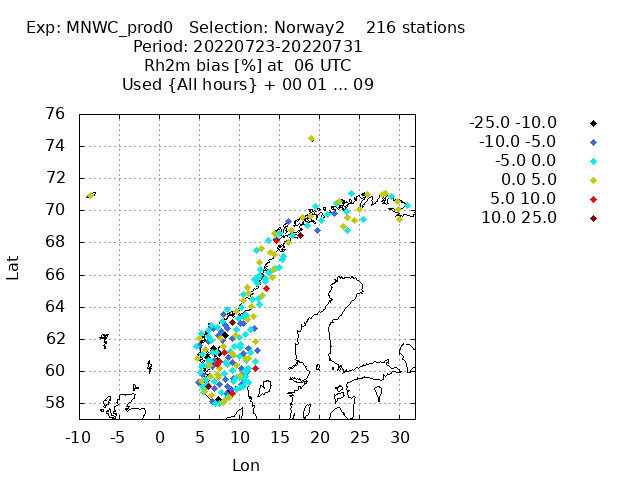 Exp: MNWC_prod0   Selection: Norway2    216 stations
Period: 20220723-20220731
Rh2m bias [%] at  06 UTC
Used {All hours} + 00 01 ... 09
-25.0 -10.0
-10.0 -5.0
-5.0 0.0
0.0 5.0
5.0 10.0
10.0 25.0
Lat
76
74
72
70
68
66
64
62
60
58
-10 -5 0 5 10 15 20 25 30
Lon